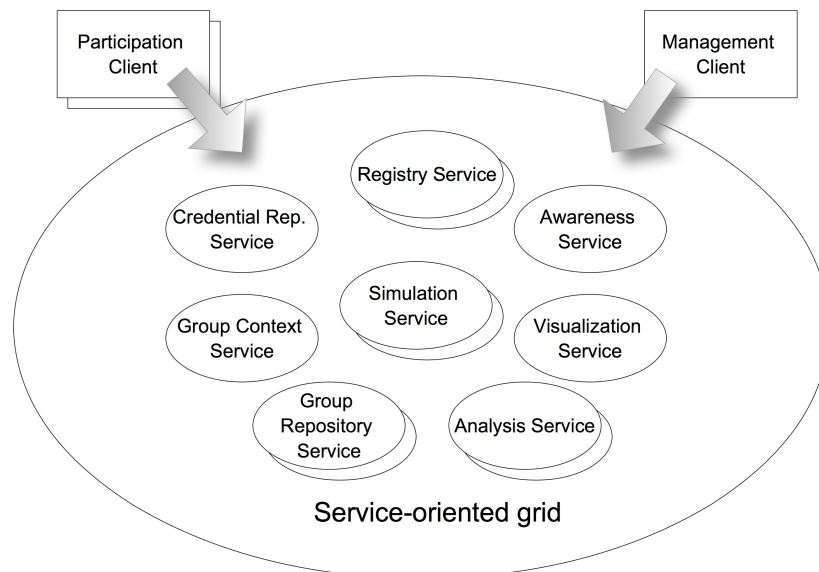 Participation
Client
Management
Client
Registry Service
Credential Rep.
Service
Awareness
Service
Simulation
Service
Group Context
Service
Visualization
Service
Group
Repository
Service
Analysis Service
Service-oriented grid